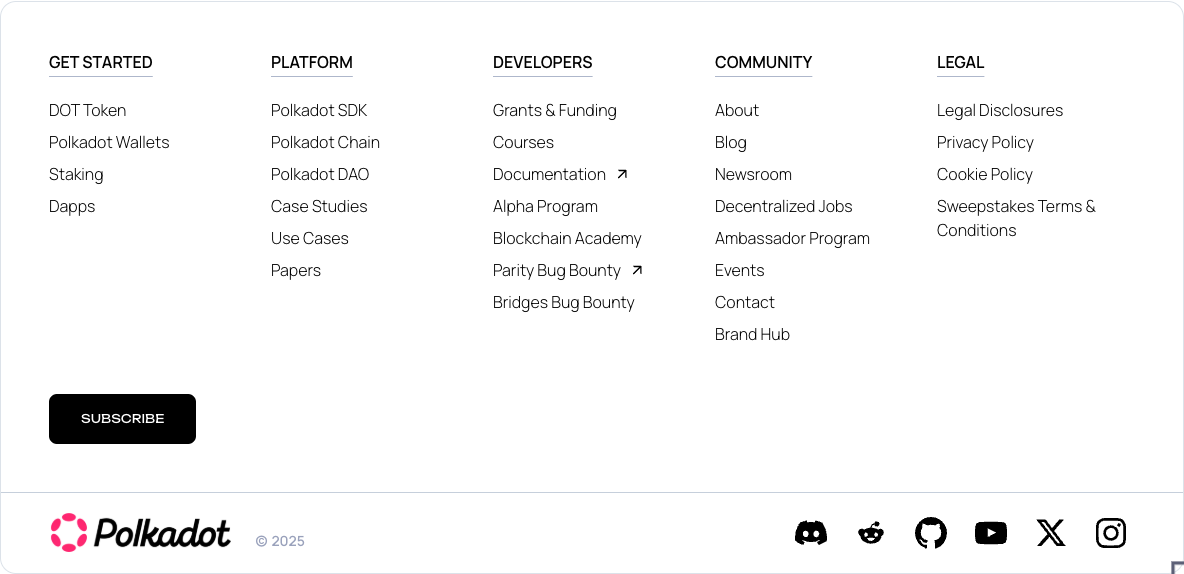 GET STARTED
DOT Token
Polkadot Wallets
Staking
Dapps
PLATFORM
Polkadot SDK
Polkadot Chain
Polkadot DAO
Case Studies
Use Cases
Papers
DEVELOPERS
Grants & Funding
Courses
Documentation
Alpha Program
Blockchain Academy
Parity Bug Bounty
Bridges Bug Bounty
COMMUNITY
About
Blog
Newsroom
Decentralized Jobs
Ambassador Program
Events
Contact
Brand Hub
LEGAL
Legal Disclosures
Privacy Policy
Cookie Policy
Sweepstakes Terms &
Conditions
SUBSCRIBE
Polkadot
© 2025